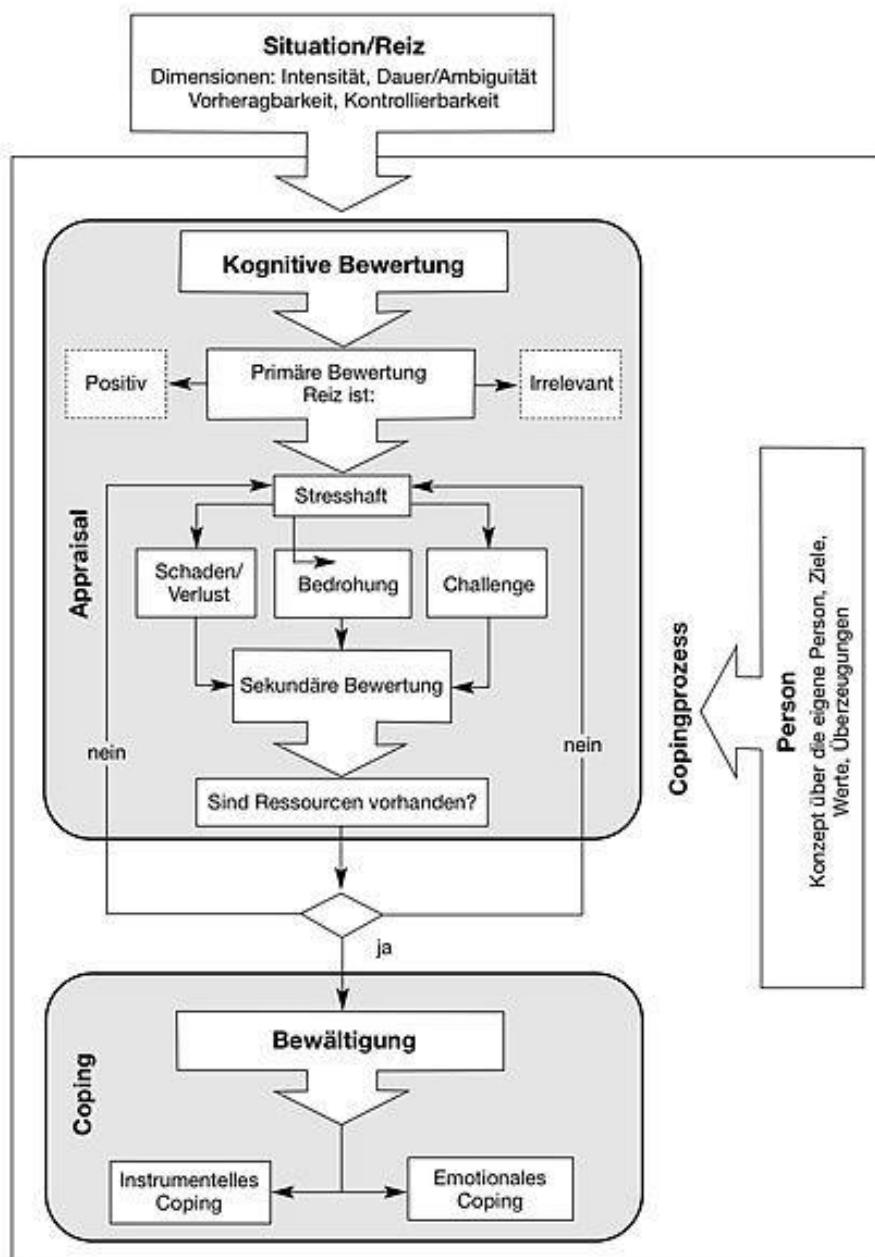 Situation/Reiz
Dimensionen: Intensität, Dauer/Ambiguität
Vorheragbarkeit, Kontrollierbarkeit
Kognitive Bewertung
Positiv
Primäre Bewertung
Reiz ist:
Irrelevant
Stresshaft
Schaden/
Verlust
Bedrohung
Challenge
Sekundäre Bewertung
nein
nein
Sind Ressourcen vorhanden?
Appraisal
ja
Bewältigung
Instrumentelles
Coping
Emotionales
Coping
Coping
Copingprozess
Person
Konzept über die eigene Person, Ziele,
Werte, Überzeugungen